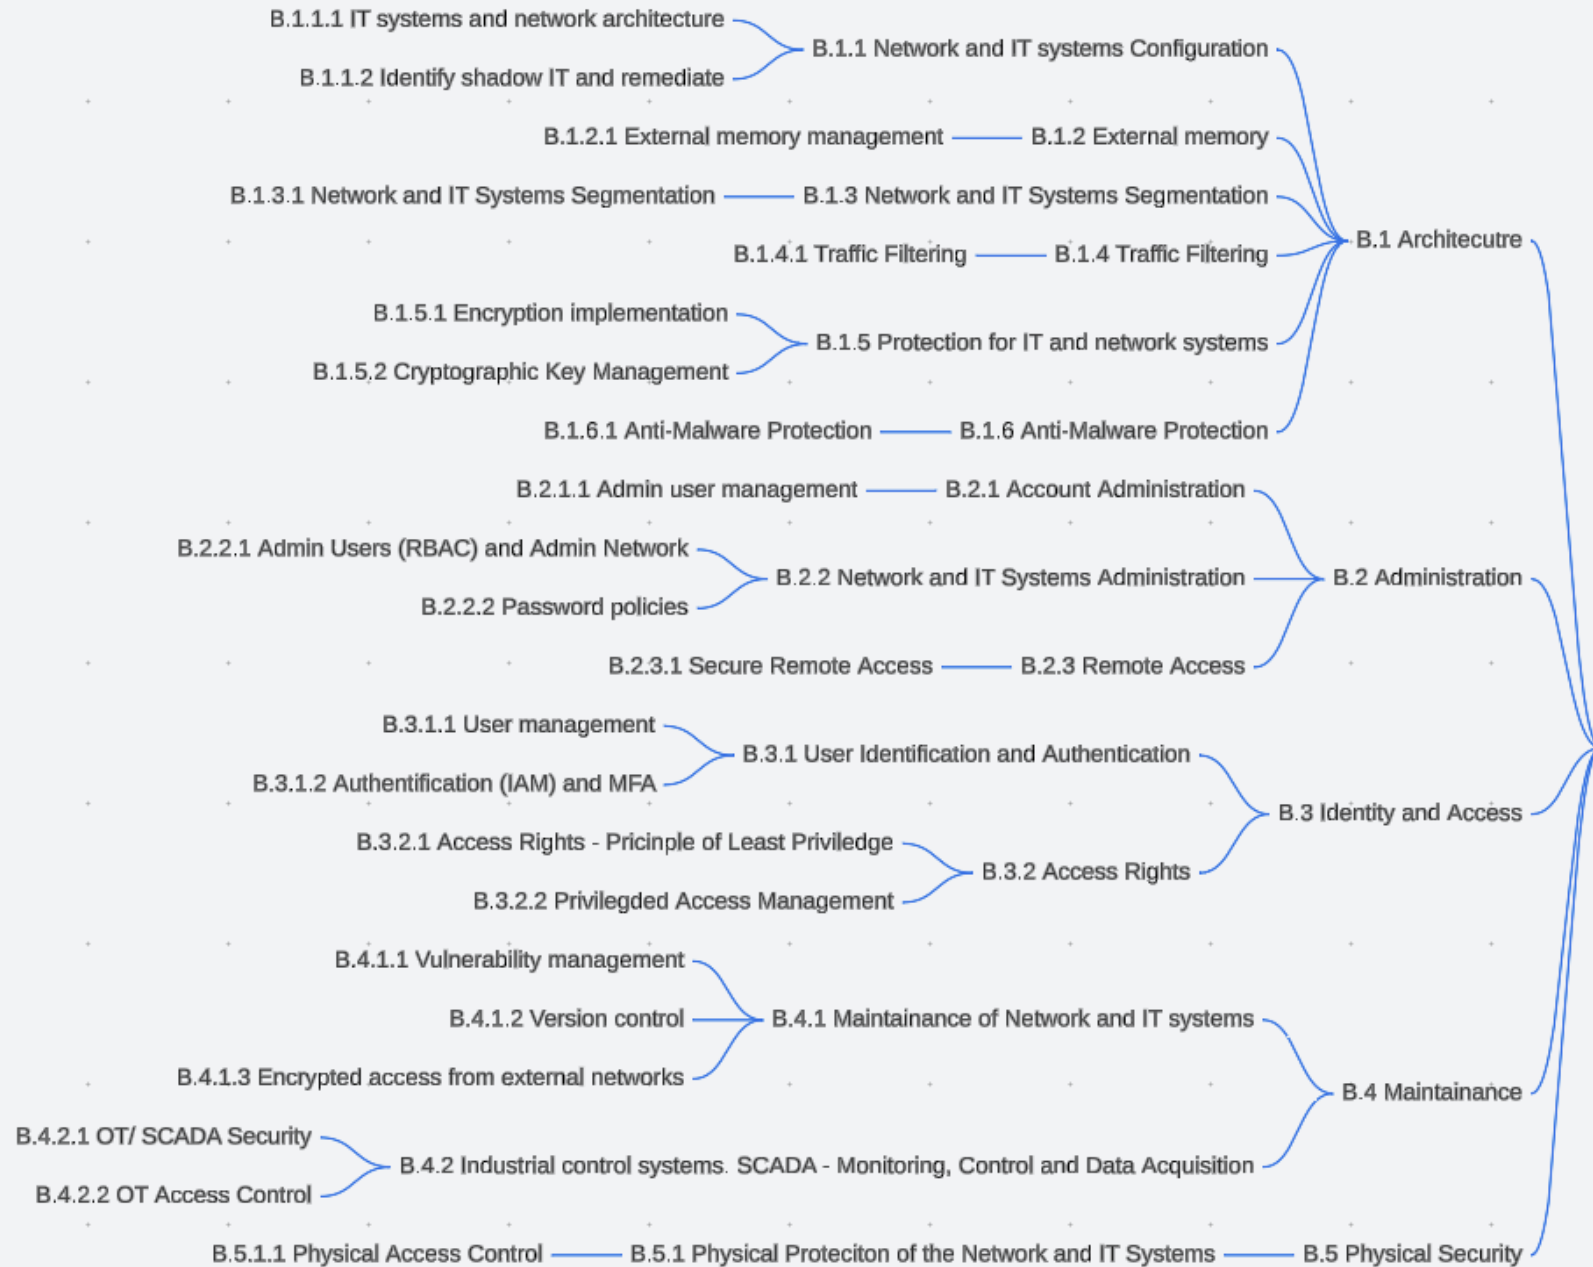 B.1.1.1 IT systems and network architecture
B.1.1 Network and IT systems Configuration
B.1.1.2 Identify shadow IT and remediate
B.1.2.1 External memory management
B.1.2 External memory
B.1.3.1 Network and IT Systems Segmentation
B.1.3 Network and IT Systems Segmentation
B.1 Architecutre
B.1.4.1 Traffic Filtering
B.1.4 Traffic Filtering
B.1.5.1 Encryption implementation
B.1.5 Protection for IT and network systems
B.1.5.2 Cryptographic Key Management
B.1.6.1 Anti-Malware Protection
B.1.6 Anti-Malware Protection
B.2.1.1 Admin user management
B.2.1 Account Administration
B.2.2.1 Admin Users (RBAC) and Admin Network
B.2.2 Network and IT Systems Administration
B.2 Administration
B.2.2.2 Password policies
B.2.3.1 Secure Remote Access
B.2.3 Remote Access
B.3.1.1 User management
B.3.1 User Identification and Authentication
B.3.1.2 Authentification (IAM) and MFA
B.3 Identity and Access
B.3.2.1 Access Rights - Pricinple of Least Priviledge
B.3.2 Access Rights
B.3.2.2 Privilegded Access Management
B.4.1.1 Vulnerability management
B.4.1.2 Version control
B.4.1 Maintainance of Network and IT systems
B.4.1.3 Encrypted access from external networks
B.4 Maintainance
B.4.2.1 OT/ SCADA Security
B.4.2 Industrial control systems. SCADA - Monitoring, Control and Data Acquisition
B.4.2.2 OT Access Control
B.5.1.1 Physical Access Control
B.5.1 Physical Proteciton of the Network and IT Systems
B.5 Physical Security